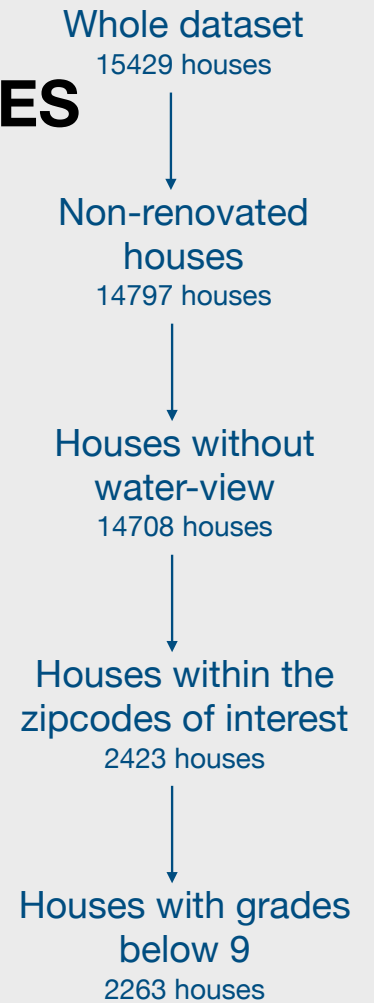 Whole dataset
15429 houses
ES
Non-renovated
houses
14797 houses
Houses without
water-view
14708 houses
Houses within the
zipcodes of interest
2423 houses
Houses with grades
below 9
2263 houses